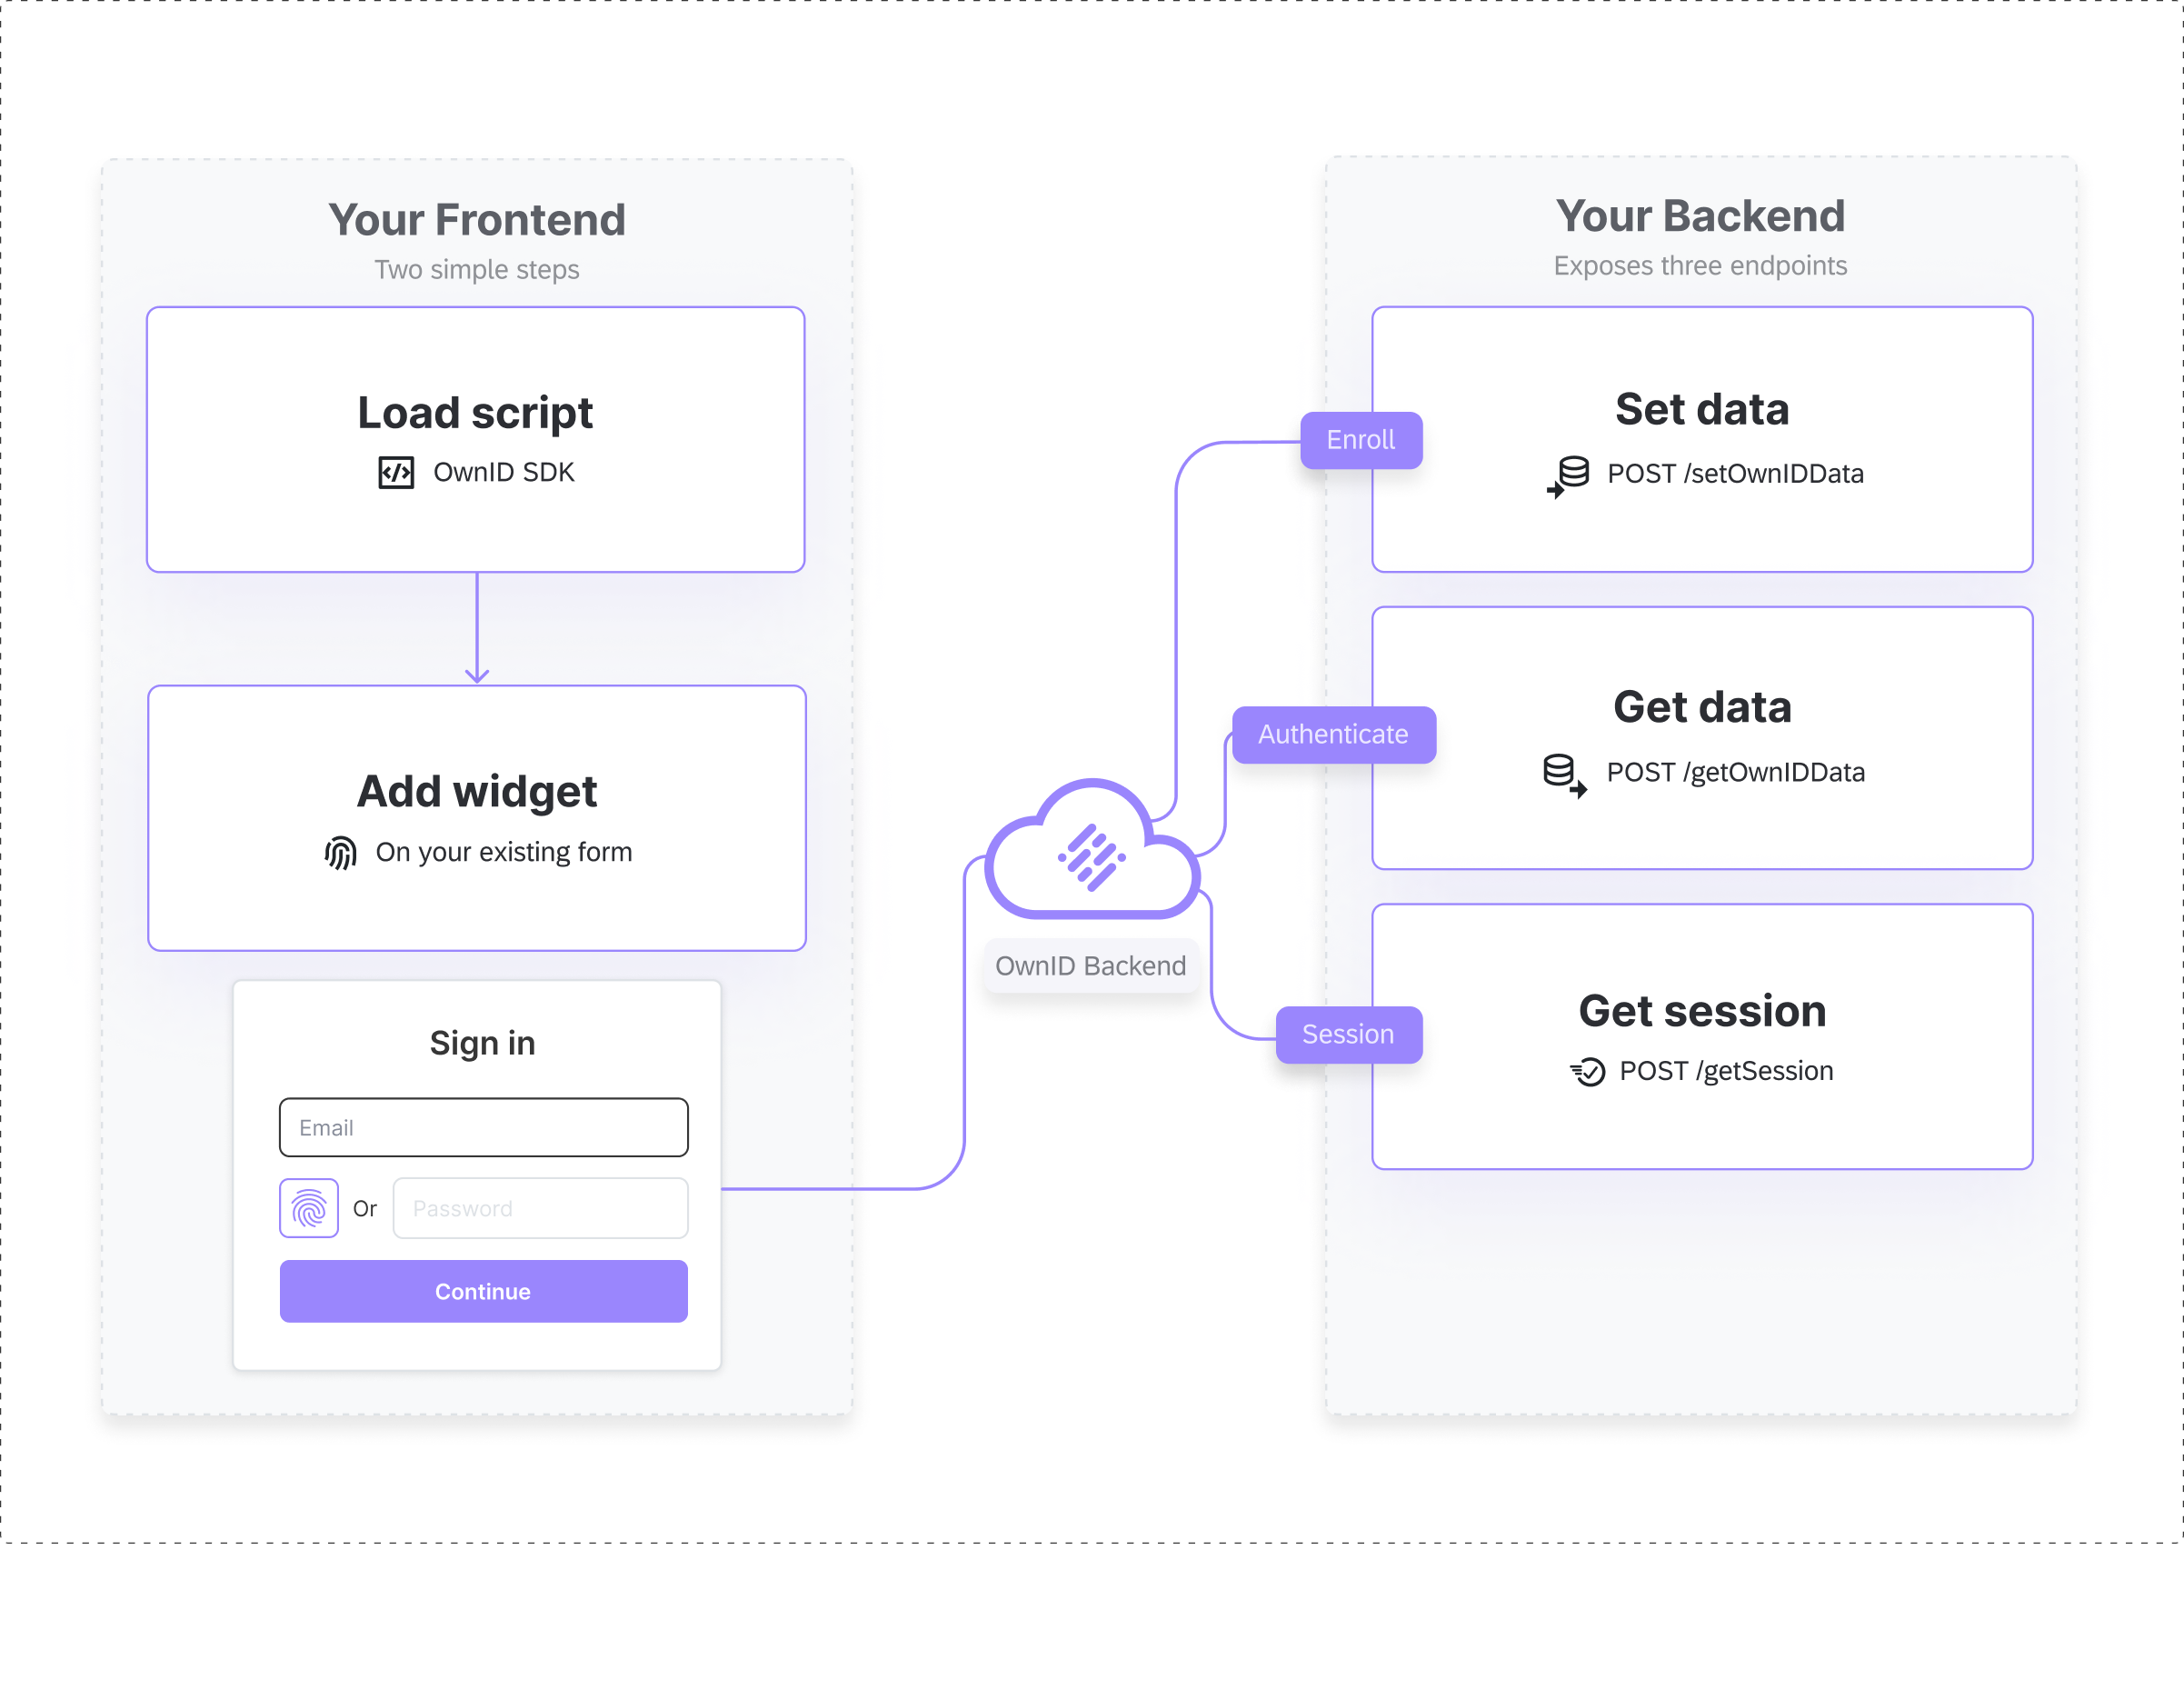 Your Frontend
Two simple steps
Load script
OwnID SDK
Add widget
On your existing form
Sign in
Email
Or
Password
Continue
OwnID Backend
Your Backend
Exposes three endpoints
Enroll
Set data
POST /setOwnIDData
Authenticate
Get data
POST /getOwnIDData
Session
Get session
POST /getSession